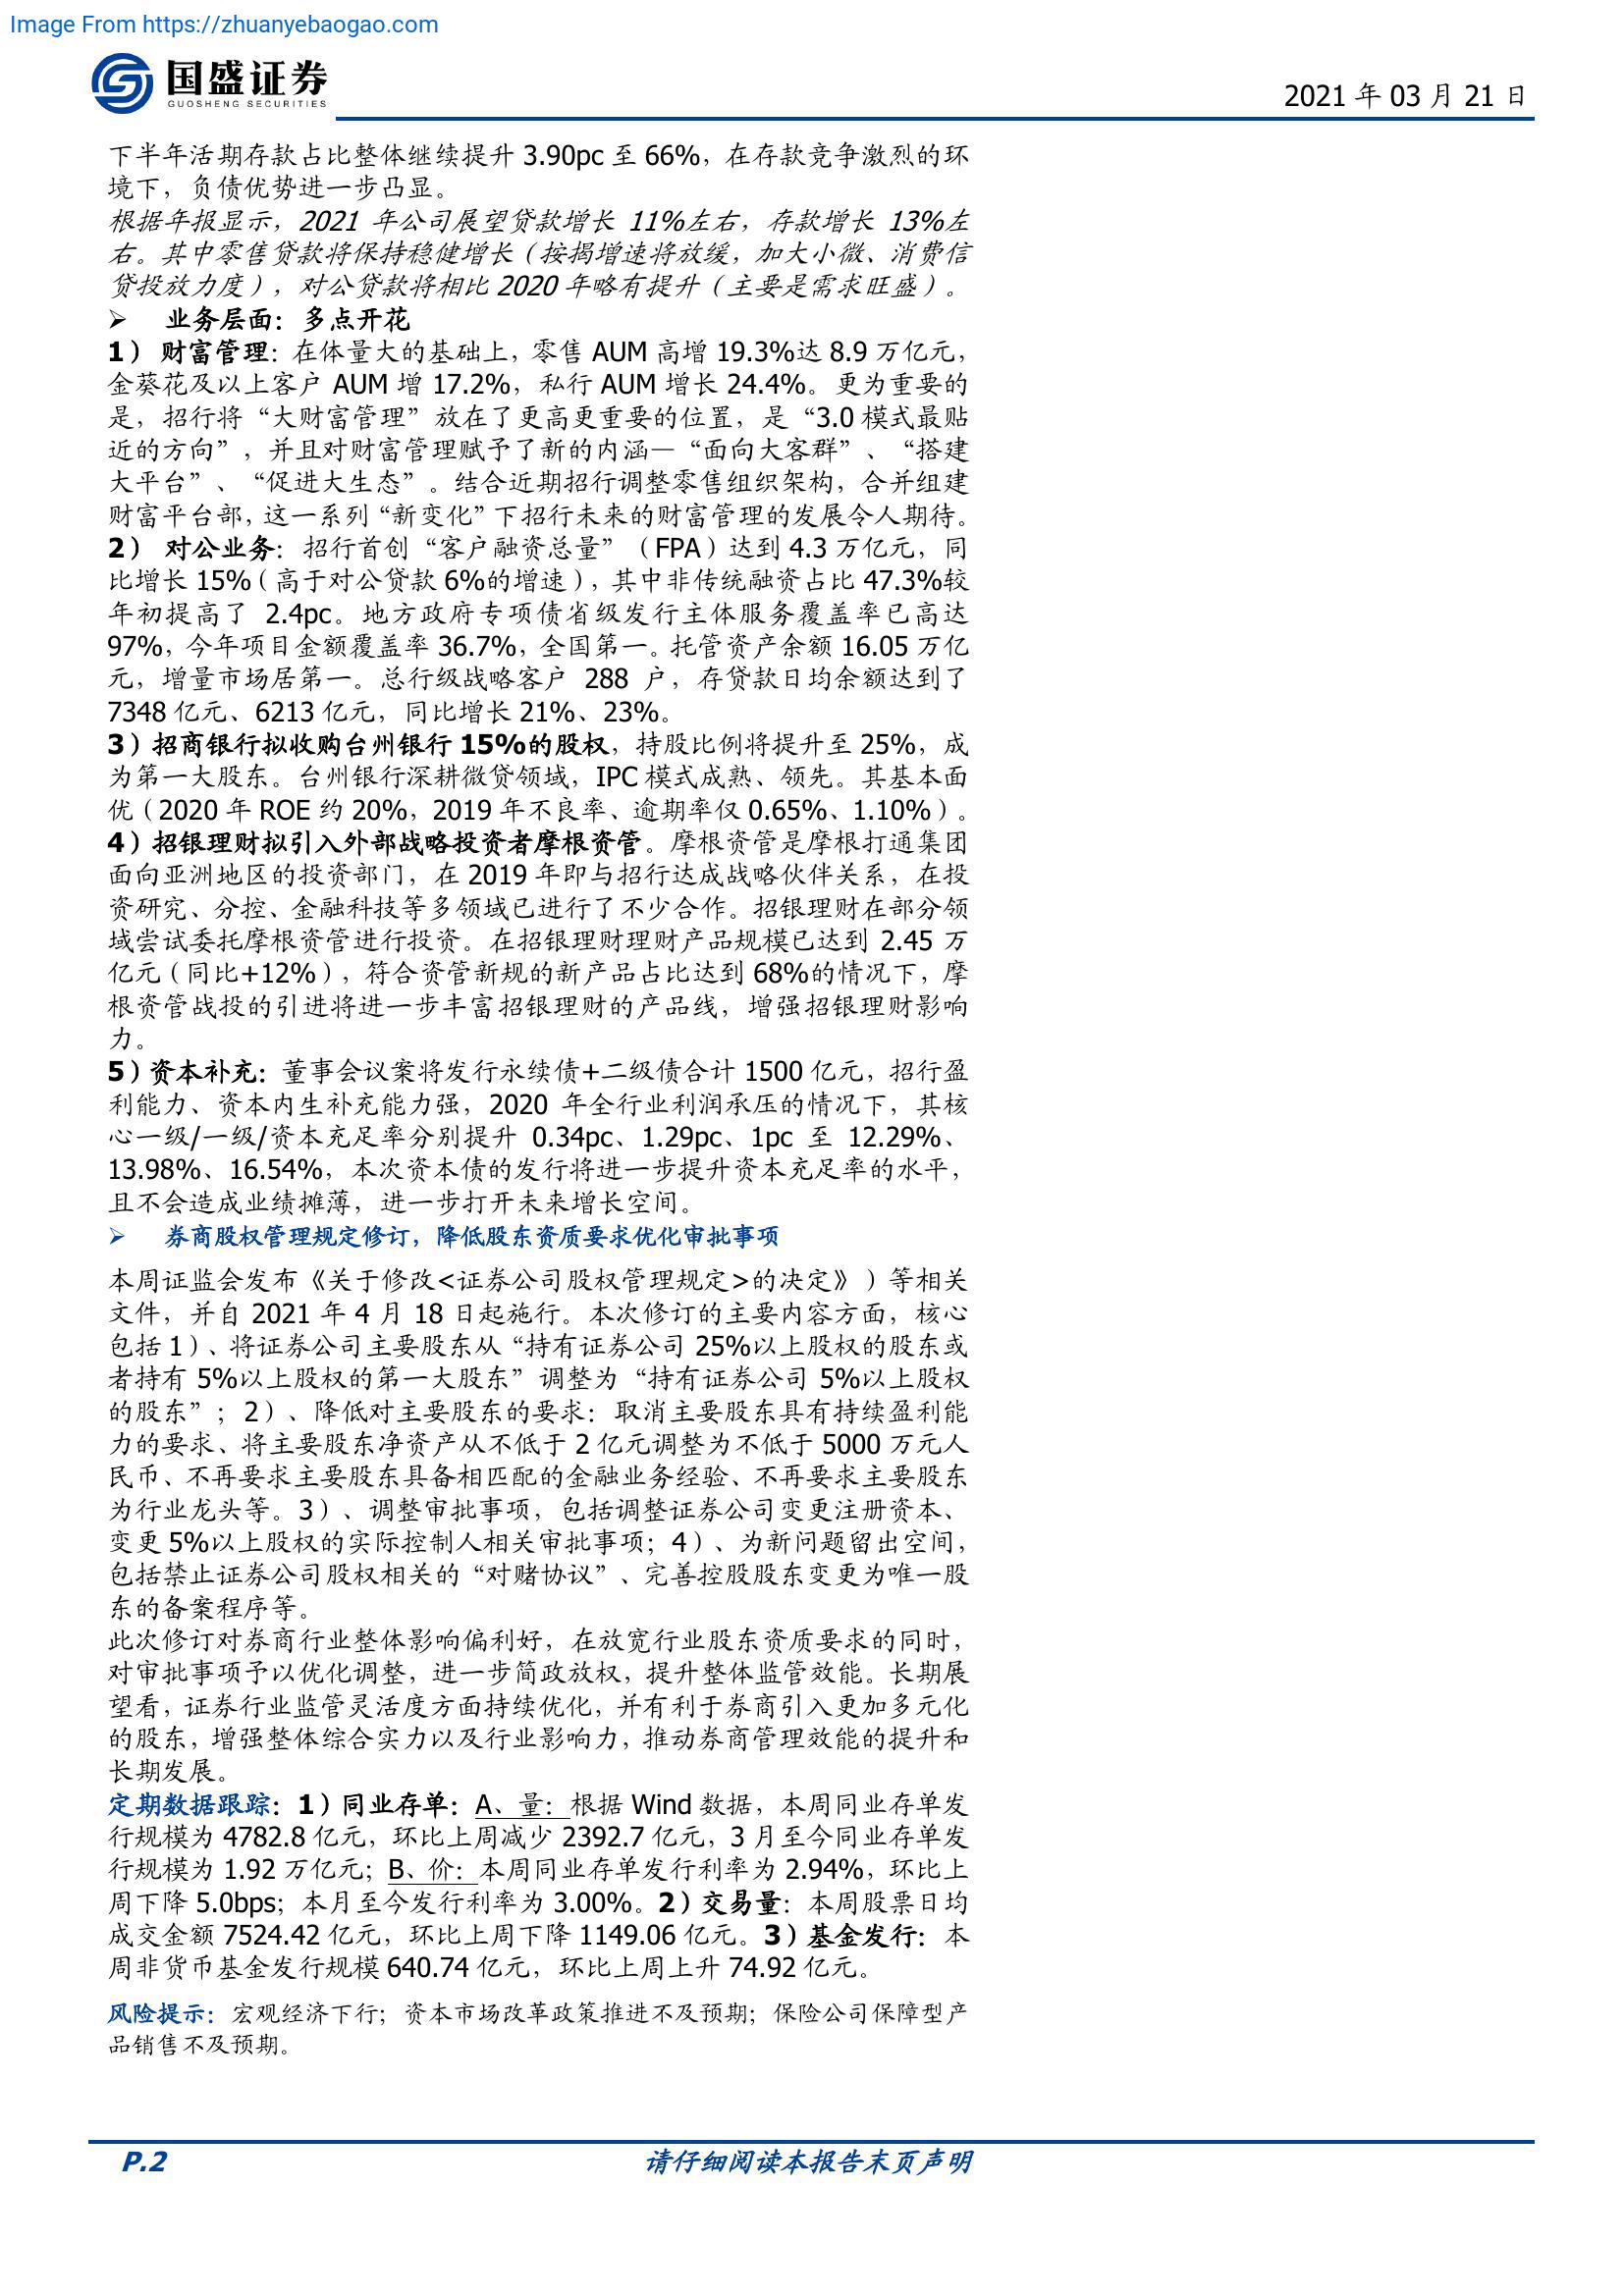 Image From https://zhuanyebaogao.com
国盛证券
GUOSHENG SECURITIES
2021 年 03 月 21 日
下半年活期存款占比整体继续提升 3.90pc 至 66%，在存款竞争激烈的环
境下，负债优势进一步凸显。
根据年报显示，2021 年公司展望贷款增长 11%左右，存款增长 13%左
右。其中零售贷款将保持稳健增长（按揭增速将放缓，加大小微、消费信
贷投放力度），对公贷款将相比 2020 年略有提升（主要是需求旺盛）。
➢ 业务层面：多点开花
1） 财富管理：在体量大的基础上，零售 AUM 高增 19.3%达 8.9 万亿元，
金葵花及以上客户 AUM 增 17.2%，私行 AUM 增长 24.4%。更为重要的
是，招行将“大财富管理”放在了更高更重要的位置，是“3.0 模式最贴
近的方向”，并且对财富管理赋予了新的内涵—“面向大客群”、“搭建
大平台”、“促进大生态”。结合近期招行调整零售组织架构，合并组建
财富平台部，这一系列“新变化”下招行未来的财富管理的发展令人期待。
2） 对公业务：招行首创“客户融资总量”（FPA）达到 4.3 万亿元，同
比增长 15%（高于对公贷款 6%的增速），其中非传统融资占比 47.3%较
年初提高了 2.4pc。地方政府专项债省级发行主体服务覆盖率已高达
97%，今年项目金额覆盖率 36.7%，全国第一。托管资产余额 16.05 万亿
元，增量市场居第一。总行级战略客户 288 户，存贷款日均余额达到了
7348 亿元、6213 亿元，同比增长 21%、23%。
3）招商银行拟收购台州银行 15%的股权，持股比例将提升至 25%，成
为第一大股东。台州银行深耕微贷领域，IPC 模式成熟、领先。其基本面
优（2020 年 ROE 约 20%，2019 年不良率、逾期率仅 0.65%、1.10%）。
4）招银理财拟引入外部战略投资者摩根资管。摩根资管是摩根打通集团
面向亚洲地区的投资部门，在 2019 年即与招行达成战略伙伴关系，在投
资研究、分控、金融科技等多领域已进行了不少合作。招银理财在部分领
域尝试委托摩根资管进行投资。在招银理财理财产品规模已达到 2.45 万
亿元（同比+12%），符合资管新规的新产品占比达到 68%的情况下，摩
根资管战投的引进将进一步丰富招银理财的产品线，增强招银理财影响
力。
5）资本补充：董事会议案将发行永续债+二级债合计 1500 亿元，招行盈
利能力、资本内生补充能力强，2020 年全行业利润承压的情况下，其核
心一级/一级/资本充足率分别提升 0.34pc、1.29pc、1pc 至 12.29%、
13.98%、16.54%，本次资本债的发行将进一步提升资本充足率的水平，
且不会造成业绩摊薄，进一步打开未来增长空间。
➢ 券商股权管理规定修订，降低股东资质要求优化审批事项
本周证监会发布《关于修改<证券公司股权管理规定>的决定》）等相关
文件，并自 2021 年 4 月 18 日起施行。本次修订的主要内容方面，核心
包括 1）、将证券公司主要股东从“持有证券公司 25%以上股权的股东或
者持有 5%以上股权的第一大股东”调整为“持有证券公司 5%以上股权
的股东”；2）、降低对主要股东的要求：取消主要股东具有持续盈利能
力的要求、将主要股东净资产从不低于 2 亿元调整为不低于 5000 万元人
民币、不再要求主要股东具备相匹配的金融业务经验、不再要求主要股东
为行业龙头等。3）、调整审批事项，包括调整证券公司变更注册资本、
变更 5%以上股权的实际控制人相关审批事项；4）、为新问题留出空间，
包括禁止证券公司股权相关的“对赌协议”、完善控股股东变更为唯一股
东的备案程序等。
此次修订对券商行业整体影响偏利好，在放宽行业股东资质要求的同时，
对审批事项予以优化调整，进一步简政放权，提升整体监管效能。长期展
望看，证券行业监管灵活度方面持续优化，并有利于券商引入更加多元化
的股东，增强整体综合实力以及行业影响力，推动券商管理效能的提升和
长期发展。
定期数据跟踪：1）同业存单：A、量：根据 Wind 数据，本周同业存单发
行规模为 4782.8 亿元，环比上周减少 2392.7 亿元，3 月至今同业存单发
行规模为 1.92 万亿元；B、价：本周同业存单发行利率为 2.94%，环比上
周下降 5.0bps；本月至今发行利率为 3.00%。2）交易量：本周股票日均
成交金额 7524.42 亿元，环比上周下降 1149.06 亿元。3）基金发行：本
周非货币基金发行规模 640.74 亿元，环比上周上升 74.92 亿元。
风险提示：宏观经济下行；资本市场改革政策推进不及预期；保险公司保障型产
品销售不及预期。
P.2
请仔细阅读本报告末页声明